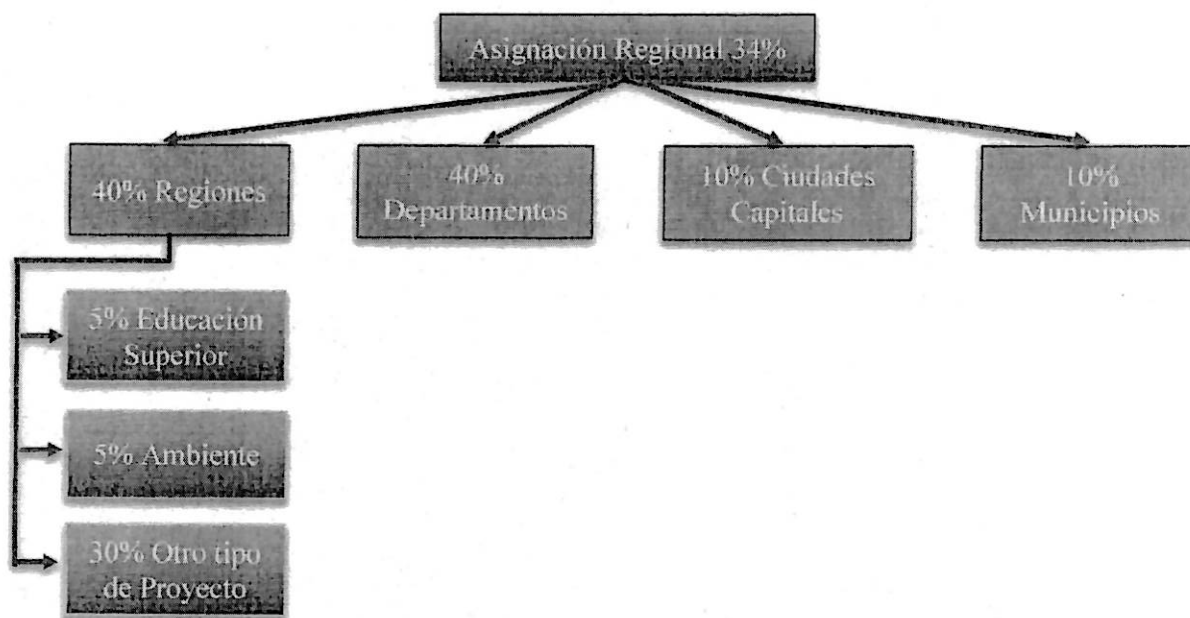 Asignación Regional 34%
40% Regiones
40%
Departamentos
10% Ciudades
Capitales
10%
Municipios
5% Educación
Superior
5% Ambiente
30% Otro tipo
de Proyecto